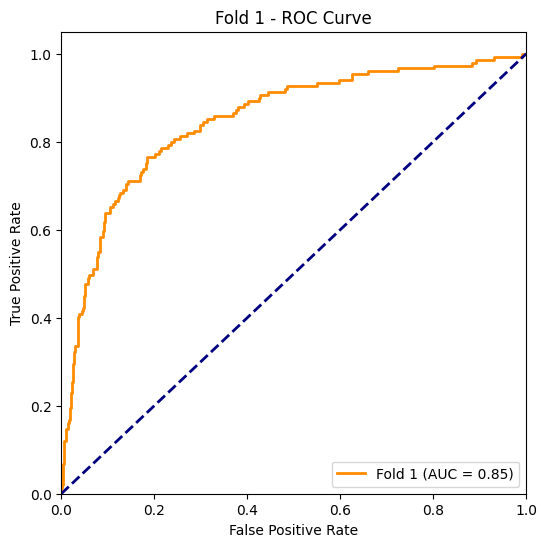 Fold 1 - ROC Curve
1.0
0.8
0.6
0.4
0.2
0.0
True Positive Rate
Fold 1 (AUC = 0.85)
0.0 0.2 0.4 0.6 0.8 1.0
False Positive Rate